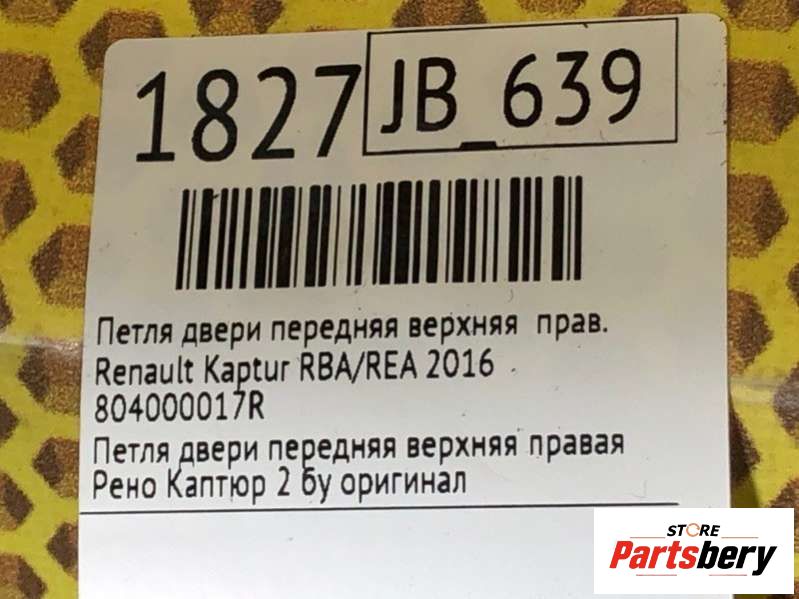 1827 JB_639
Петля двери передняя верхняя прав.
Renault Kaptur RBA/REA 2016
804000017R
Петля двери передняя верхняя правая
Рено Каптюр 2 бу оригинал
STORE
Partsbery